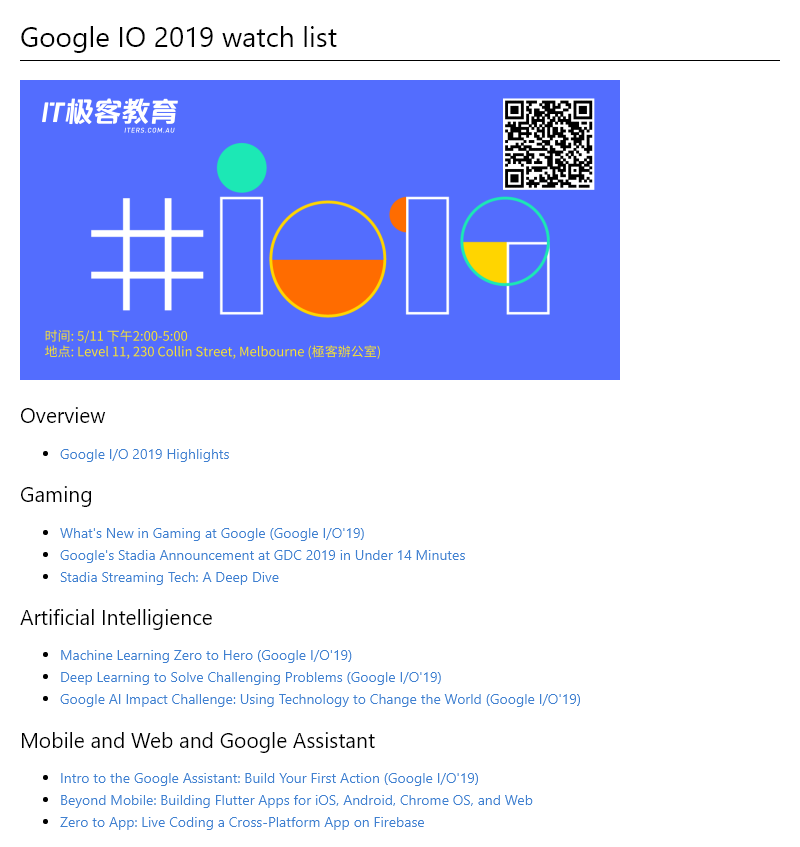 Google IO 2019 watch list
IT极客教育
ITERS.COM.AU
#io19
时间: 5/11 下午2:00-5:00
地点: Level 11, 230 Collin Street, Melbourne (極客辦公室)
Overview
Google I/O 2019 Highlights
Gaming
What's New in Gaming at Google (Google I/O'19)
Google's Stadia Announcement at GDC 2019 in Under 14 Minutes
Stadia Streaming Tech: A Deep Dive
Artificial Intelligience
Machine Learning Zero to Hero (Google I/O'19)
Deep Learning to Solve Challenging Problems (Google I/O'19)
Google AI Impact Challenge: Using Technology to Change the World (Google I/O'19)
Mobile and Web and Google Assistant
Intro to the Google Assistant: Build Your First Action (Google I/O'19)
Beyond Mobile: Building Flutter Apps for iOS, Android, Chrome OS, and Web
Zero to App: Live Coding a Cross-Platform App on Firebase